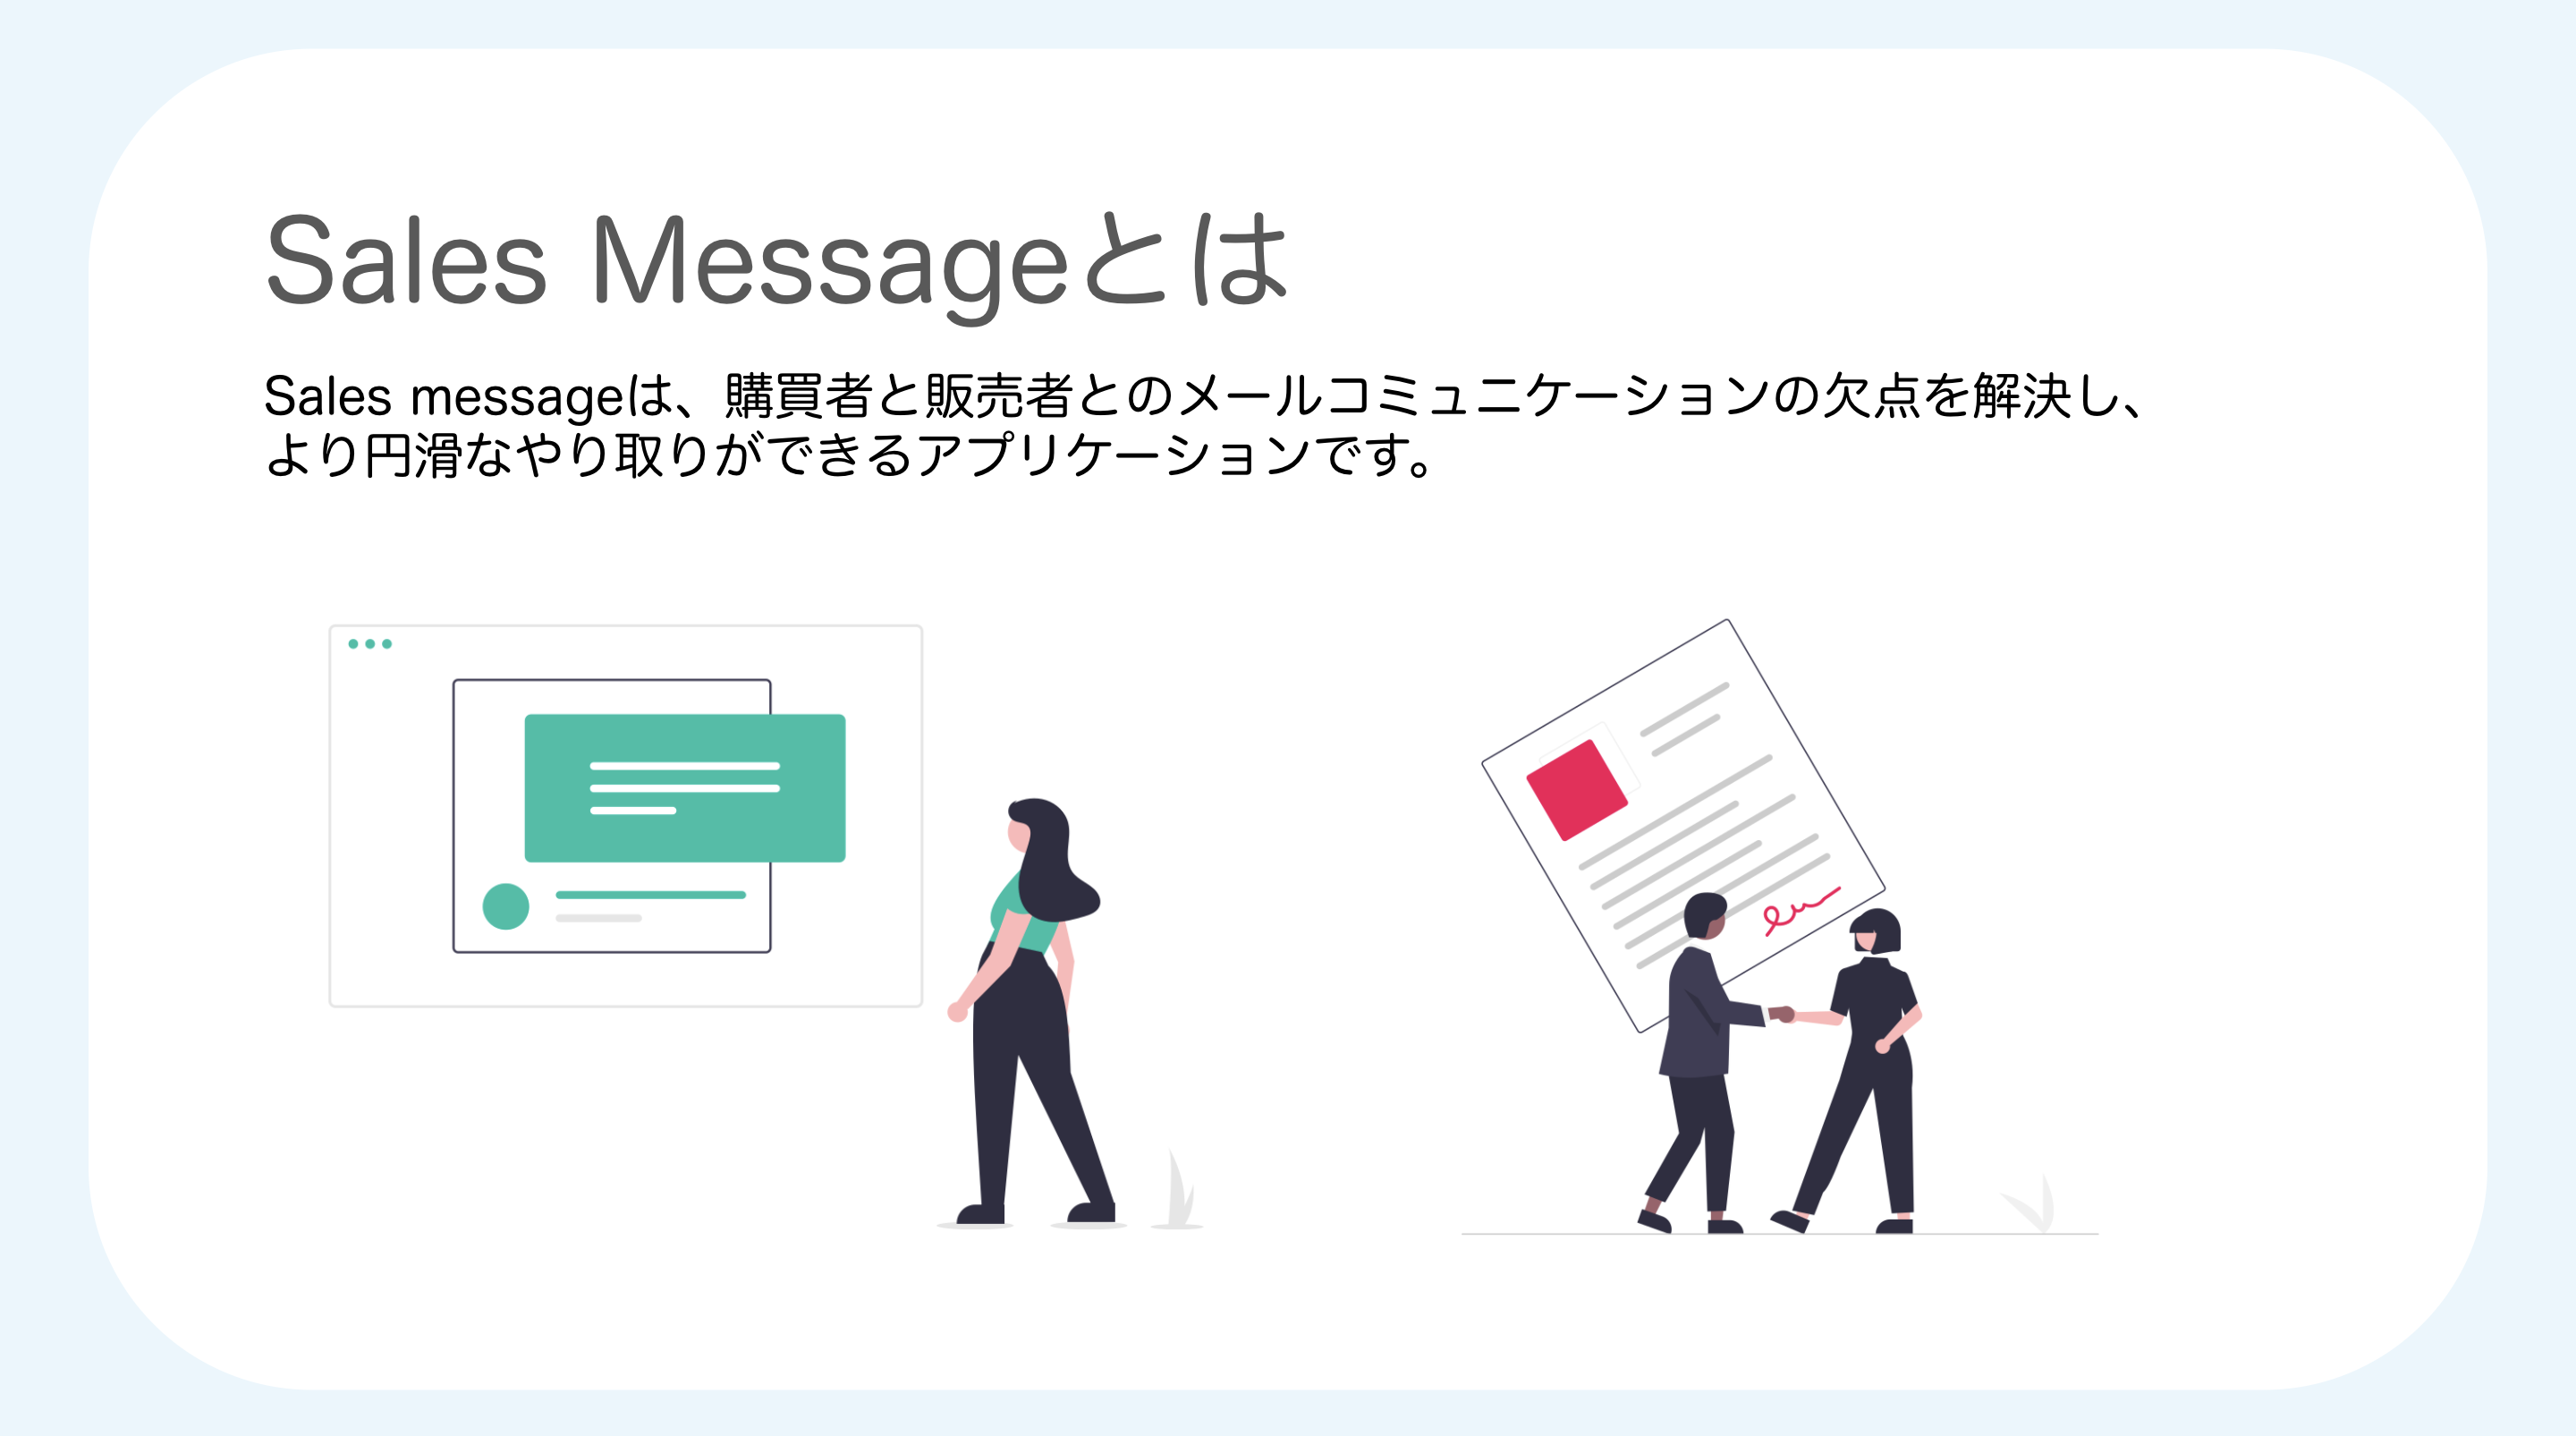 Sales Messageとは
Sales messageは、購買者と販売者とのメールコミュニケーションの欠点を解決し、
より円滑なやり取りができるアプリケーションです。